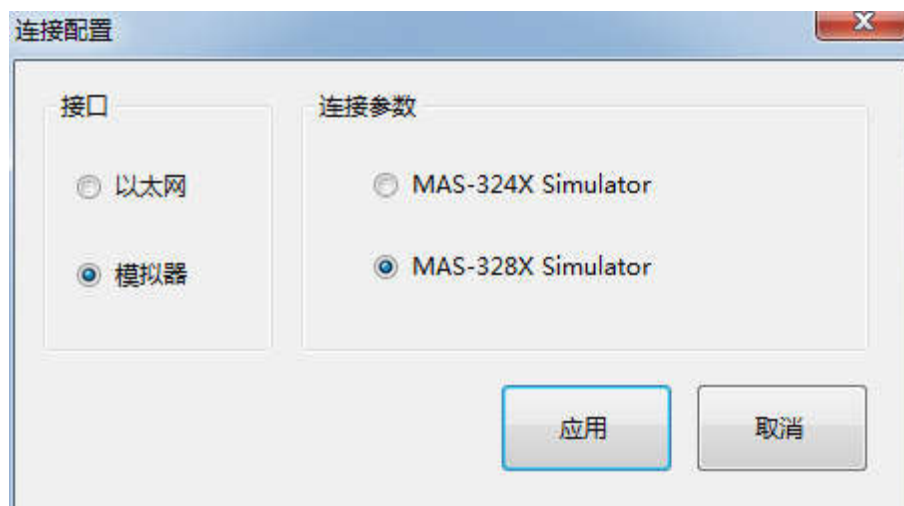 连接配置
接口
连接参数
以太网
MAS-324X Simulator
模拟器
MAS-328X Simulator
应用
取消